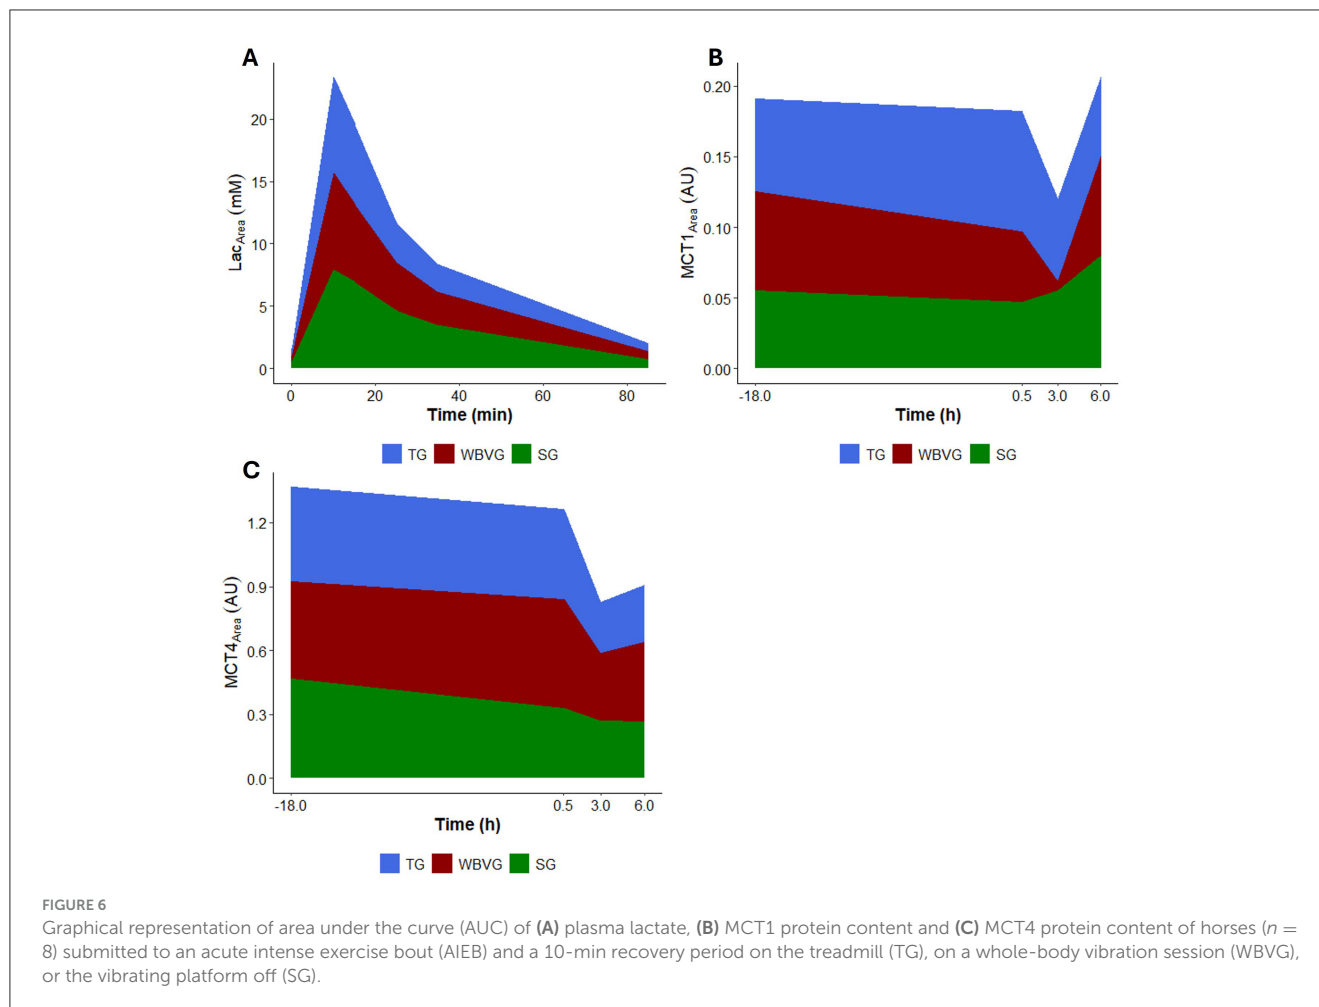 A
LacArea (mM)
20
15
10
5
0
0 20 40 60 80
Time (min)
TG WBVG SG
B
MCT1Area (AU)
0.20
0.15
0.10
0.05
0.00
-18.0 0.5 3.0 6.0
Time (h)
TG WBVG SG
C
MCT4Area (AU)
1.2
0.9
0.6
0.3
0.0
-18.0 0.5 3.0 6.0
Time (h)
TG WBVG SG
FIGURE 6
Graphical representation of area under the curve (AUC) of (A) plasma lactate, (B) MCT1 protein content and (C) MCT4 protein content of horses (n =
8) submitted to an acute intense exercise bout (AIEB) and a 10-min recovery period on the treadmill (TG), on a whole-body vibration session (WBVG),
or the vibrating platform off (SG).